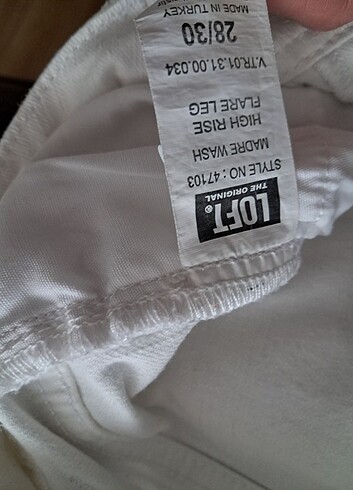 LOFT®
THE ORIGINAL
STYLE NO : 47103
MADRE WASH
HIGH RISE
FLARE LEG
V.TR.01.31.00.034
28/30
MADE IN TURKEY